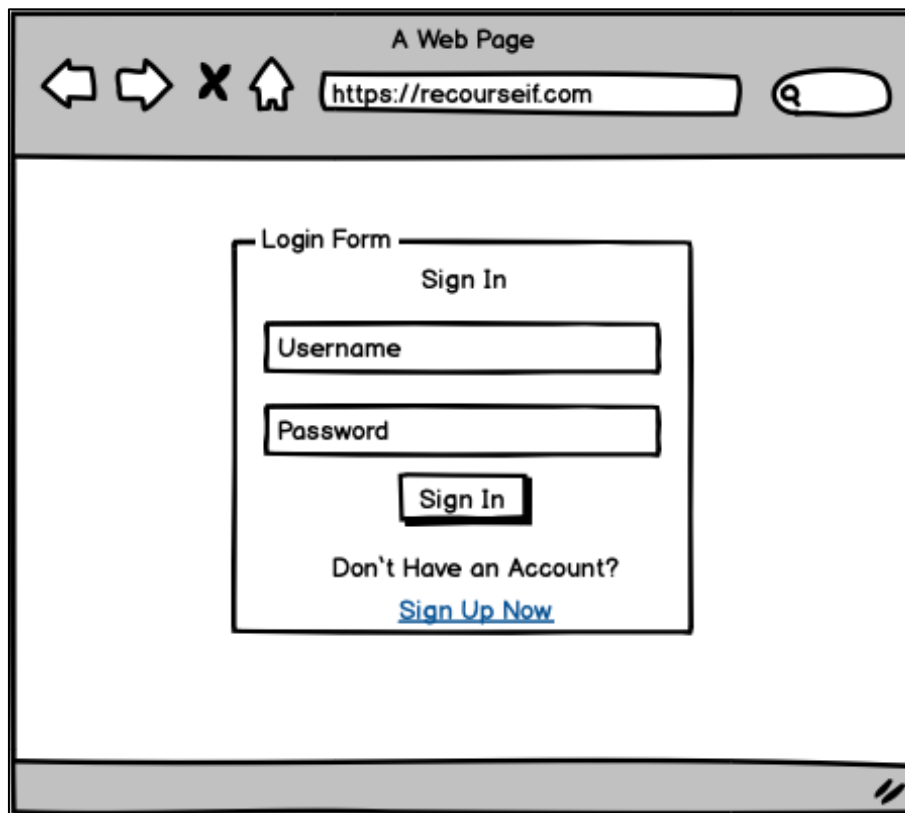 A Web Page
https://recourseif.com
Login Form
Sign In
Username
Password
Sign In
Don't Have an Account?
Sign Up Now